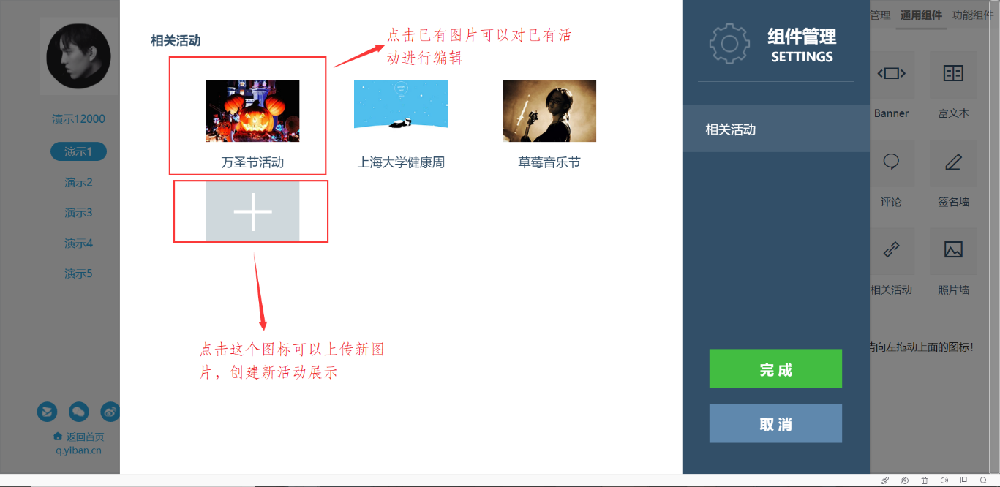 演示12000
演示1
演示2
演示3
演示4
演示5
返回首页
q.yiban.cn
相关活动
点击已有图片可以对已有活
动进行编辑
万圣节活动
上海大学健康周
草莓音乐节
点击这个图标可以上传新图
片，创建新活动展示
组件管理
SETTINGS
相关活动
完成
取消
管理 通用组件 功能组件
Banner 富文本
评论 签名墙
相关活动 照片墙
请向左拖动上面的图标!